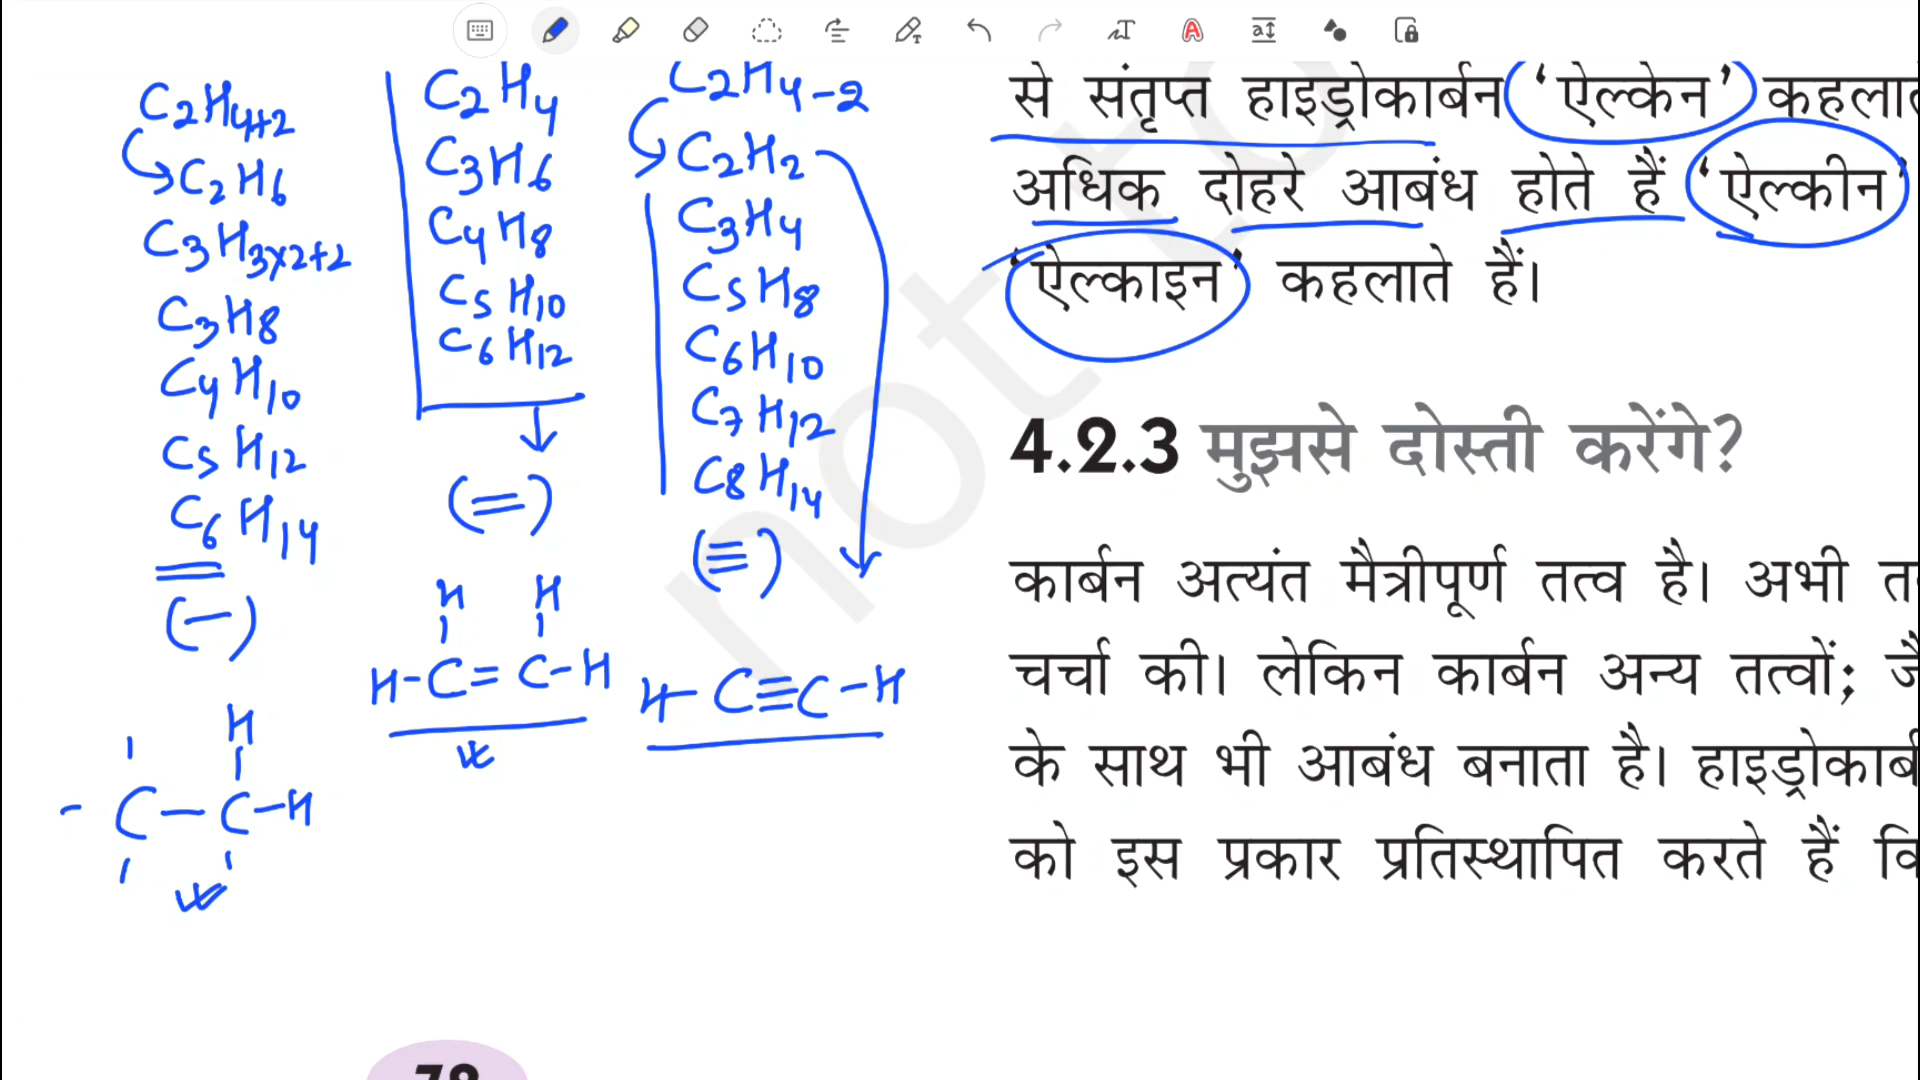 C2H4+2
C2H6
C3H3x2+2
C3H8
C4H10
C5H12
C6H14
(-)
H
- C - C-H
C2H4
C3H6
C4H8
C5H10
C6H12
(=)
H H
H-C=C-H
C2H4-2
C2H2
C3H4
C5H8
C6H10
C7H12
C8H14
(≡)
H-C≡C-H
से संतृप्त हाइड्रोकार्बन ‘ऐल्केन’
अधिक दोहरे आबंध होते हैं ‘ऐल्कीन’
‘ऐल्काइन’ कहलाते हैं।
4.2.3 मुझसे दोस्ती करेंगे?
कार्बन अत्यंत मैत्रीपूर्ण तत्व है। अभी
चर्चा की। लेकिन कार्बन अन्य तत्वों;
के साथ भी आबंध बनाता है।
को इस प्रकार प्रतिस्थापित करते हैं
not to